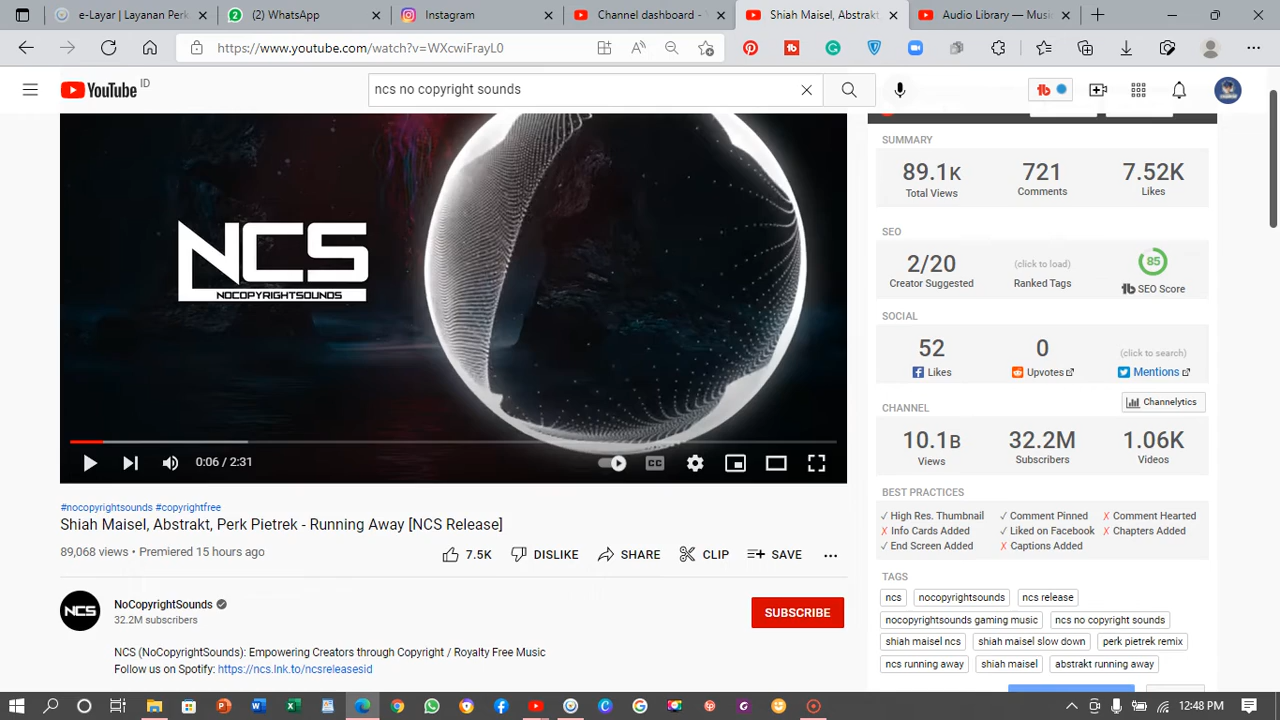 e-Layar | Layanan Perk
(2) WhatsApp
Instagram
Channel dashboard -
Shiah Maisel, Abstrakt,
Audio Library — Mus
https://www.youtube.com/watch?v=WXcwiFrayL0
YouTube ID
ncs no copyright sounds
NCS
NOCOPYRIGHTSOUNDS
0:06 / 2:31
CC
#nocopyrightsounds #copyrightfree
Shiah Maisel, Abstrakt, Perk Pietrek - Running Away [NCS Release]
89,068 views • Premiered 15 hours ago
7.5K DISLIKE SHARE CLIP SAVE
NCS
NoCopyrightSounds
32.2M subscribers
SUBSCRIBE
NCS (NoCopyrightSounds): Empowering Creators through Copyright / Royalty Free Music
Follow us on Spotify: https://ncs.lnk.to/ncsreleasesid
SUMMARY
89.1K 721 7.52K
Total Views Comments Likes
SEO
2/20 (click to load) 85
Creator Suggested Ranked Tags tb SEO Score
SOCIAL
52 0 (click to search)
Likes Upvotes Mentions
CHANNEL Channelytics
10.1B 32.2M 1.06K
Views Subscribers Videos
BEST PRACTICES
✓ High Res. Thumbnail ✓ Comment Pinned ✗ Comment Hearted
✗ Info Cards Added ✓ Liked on Facebook ✗ Chapters Added
✓ End Screen Added ✗ Captions Added
TAGS
ncs nocopyrightsounds ncs release
nocopyrightsounds gaming music ncs no copyright sounds
shiah maisel ncs shiah maisel slow down perk pietrek remix
ncs running away shiah maisel abstrakt running away
12:48 PM